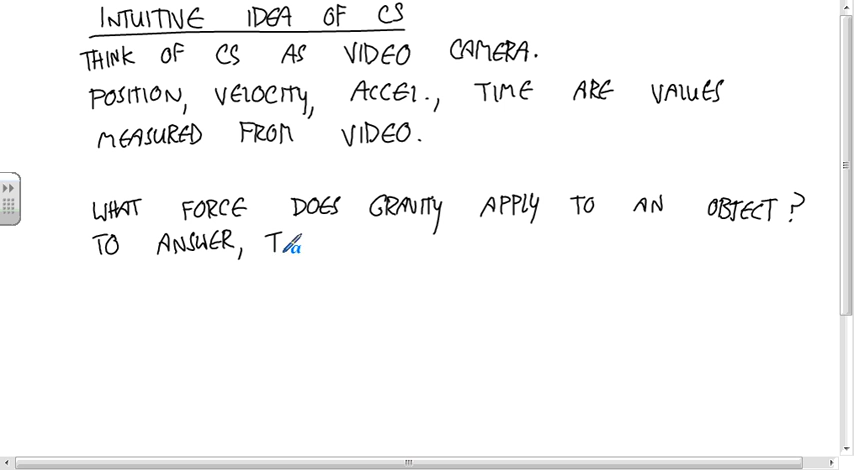 INTUITIVE IDEA OF CS
THINK OF CS AS VIDEO CAMERA.
POSITION, VELOCITY, ACCEL., TIME ARE VALUES
MEASURED FROM VIDEO.
WHAT FORCE DOES GRAVITY APPLY TO AN OBJECT?
TO ANSWER, T